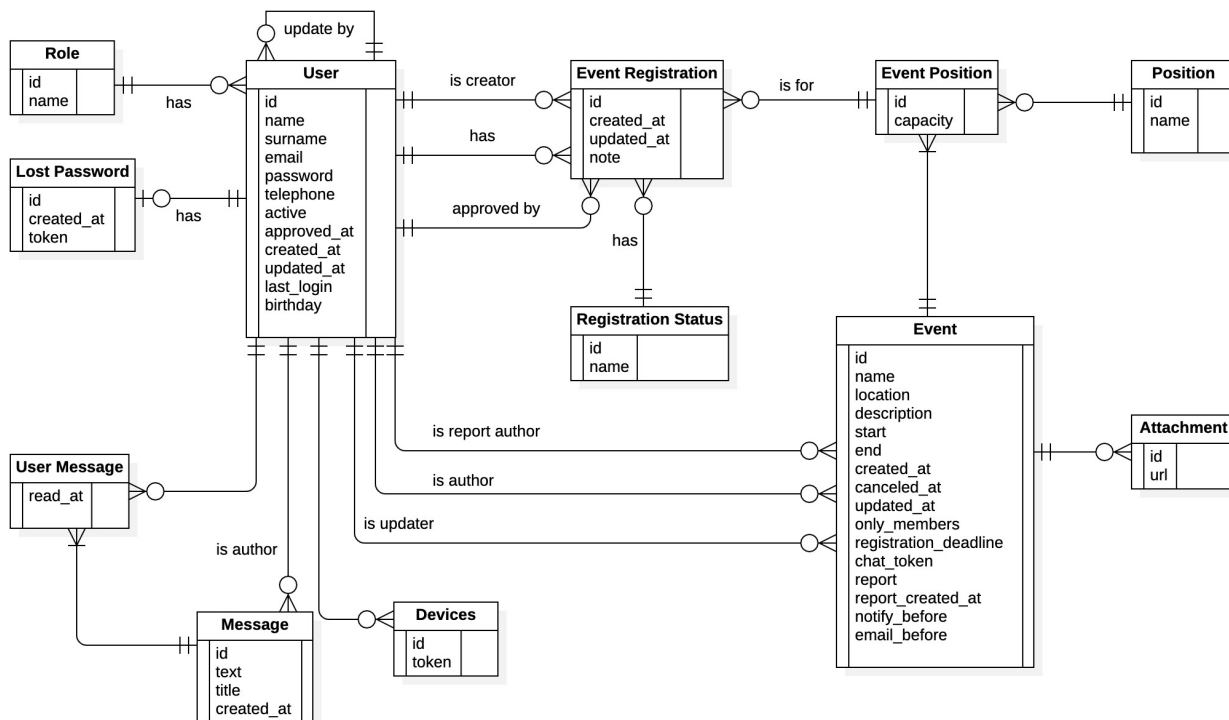 update by
Role
id
name
has
User
id
name
surname
email
password
telephone
active
approved_at
created_at
updated_at
last_login
birthday
is creator
has
approved by
Event Registration
id
created_at
updated_at
note
is for
Event Position
id
capacity
Position
id
name
Lost Password
id
created_at
token
has
has
Registration Status
id
name
Event
id
name
location
description
start
end
created_at
canceled_at
updated_at
only_members
registration_deadline
chat_token
report
report_created_at
notify_before
email_before
Attachment
id
url
is report author
is author
is updater
User Message
read_at
is author
Message
id
text
title
created_at
Devices
id
token